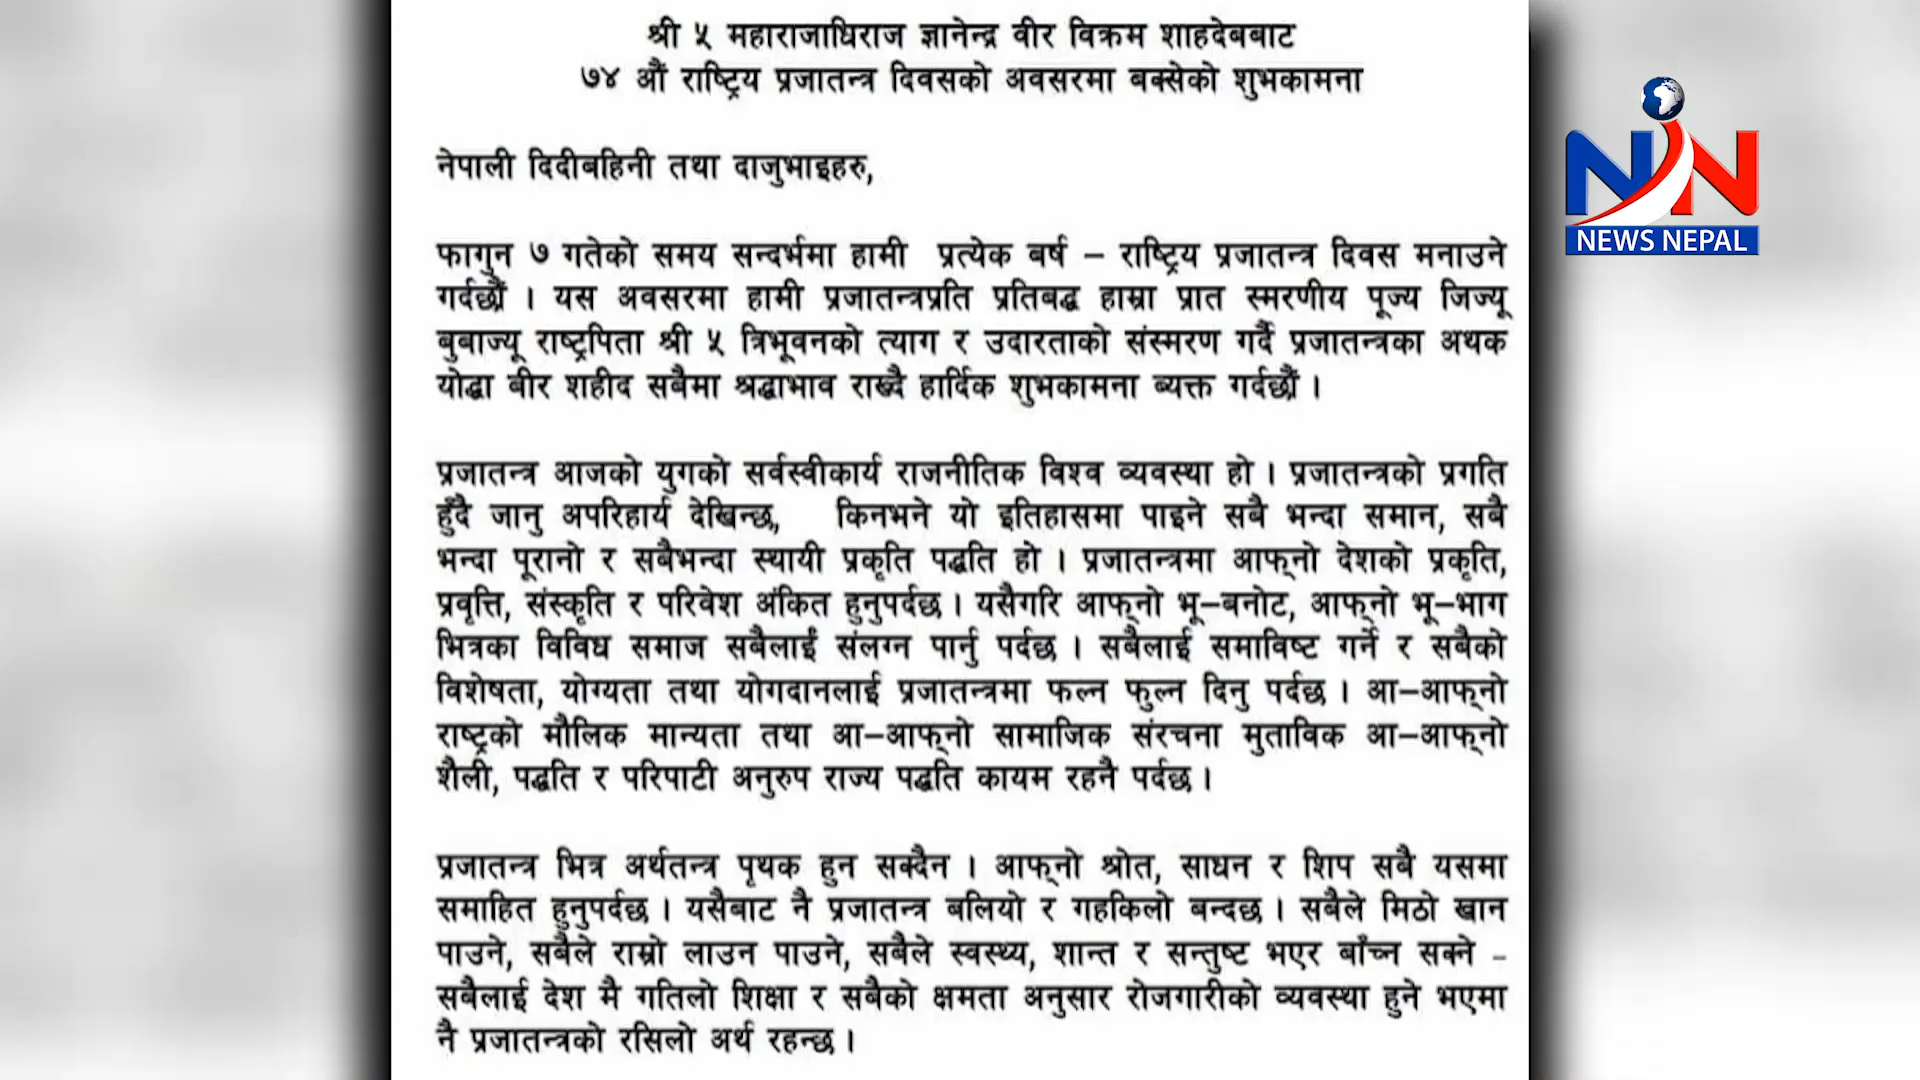 श्री ५ महाराजाधिराज ज्ञानेन्द्र वीर विक्रम शाहदेबबाट
७४ औं राष्ट्रिय प्रजातन्त्र दिवसको अवसरमा बक्सेको शुभकामना
नेपाली दिदीबहिनी तथा दाजुभाइहरु,
फागुन ७ गतेको समय सन्दर्भमा हामी प्रत्येक बर्ष – राष्ट्रिय प्रजातन्त्र दिवस मनाउने
गर्दछौं । यस अवसरमा हामी प्रजातन्त्रप्रति प्रतिबद्ध हाम्रा प्रात स्मरणीय पूज्य जिज्यू
बुबाज्यू राष्ट्रपिता श्री ५ त्रिभूवनको त्याग र उदारताको संस्मरण गर्दै प्रजातन्त्रका अथक
योद्धा बीर शहीद सबैमा श्रद्धाभाव राख्दै हार्दिक शुभकामना ब्यक्त गर्दछौं ।
प्रजातन्त्र आजको युगको सर्वस्वीकार्य राजनीतिक विश्व व्यवस्था हो । प्रजातन्त्रको प्रगति
हुँदै जानु अपरिहार्य देखिन्छ, किनभने यो इतिहासमा पाइने सबै भन्दा समान, सबै
भन्दा पूरानो र सबैभन्दा स्थायी प्रकृति पद्धति हो । प्रजातन्त्रमा आफ्नो देशको प्रकृति,
प्रवृत्ति, संस्कृति र परिवेश अंकित हुनुपर्दछ । यसैगरि आफ्नो भू–बनोट, आफ्नो भू–भाग
भित्रका विविध समाज सबैलाई संलग्न पार्नु पर्दछ । सबैलाई समाविष्ट गर्ने र सबैको
विशेषता, योग्यता तथा योगदानलाई प्रजातन्त्रमा फल्न फुल्न दिनु पर्दछ । आ–आफ्नो
राष्ट्रको मौलिक मान्यता तथा आ–आफ्नो सामाजिक संरचना मुताविक आ–आफ्नो
शैली, पद्धति र परिपाटी अनुरुप राज्य पद्धति कायम रहनै पर्दछ ।
प्रजातन्त्र भित्र अर्थतन्त्र पृथक हुन सक्दैन । आफ्नो श्रोत, साधन र शिप सबै यसमा
समाहित हुनुपर्दछ । यसैबाट नै प्रजातन्त्र बलियो र गहकिलो बन्दछ । सबैले मिठो खान
पाउने, सबैले राम्रो लाउन पाउने, सबैले स्वस्थ्य, शान्त र सन्तुष्ट भएर बाँच्न सक्ने -
सबैलाई देश मै गतिलो शिक्षा र सबैको क्षमता अनुसार रोजगारीको व्यवस्था हुने भएमा
नै प्रजातन्त्रको रसिलो अर्थ रहन्छ ।
NN
NEWS NEPAL